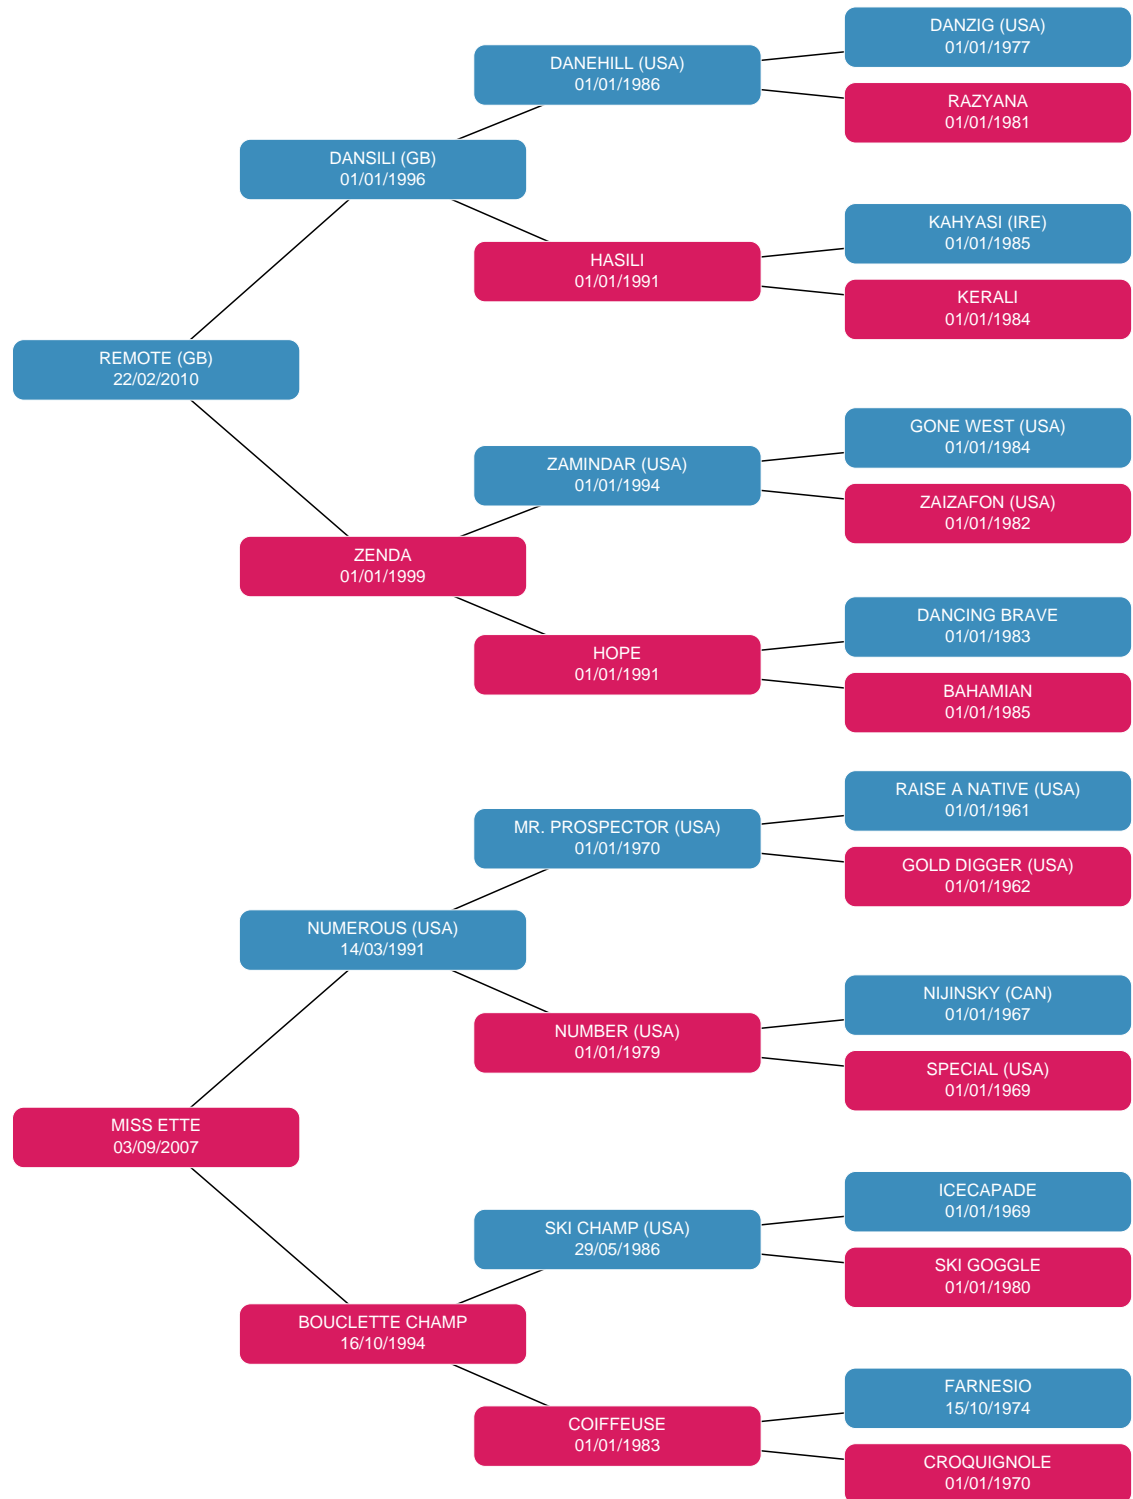 DANZIG (USA)
01/01/1977
DANEHILL (USA)
01/01/1986
RAZYANA
01/01/1981
DANSILI (GB)
01/01/1996
KAHYASI (IRE)
01/01/1985
HASILI
01/01/1991
KERALI
01/01/1984
REMOTE (GB)
22/02/2010
GONE WEST (USA)
01/01/1984
ZAMINDAR (USA)
01/01/1994
ZAIZAFON (USA)
01/01/1982
ZENDA
01/01/1999
DANCING BRAVE
01/01/1983
HOPE
01/01/1991
BAHAMIAN
01/01/1985
RAISE A NATIVE (USA)
01/01/1961
MR. PROSPECTOR (USA)
01/01/1970
GOLD DIGGER (USA)
01/01/1962
NUMEROUS (USA)
14/03/1991
NIJINSKY (CAN)
01/01/1967
NUMBER (USA)
01/01/1979
SPECIAL (USA)
01/01/1969
MISS ETTE
03/09/2007
ICECAPADE
01/01/1969
SKI CHAMP (USA)
29/05/1986
SKI GOGGLE
01/01/1980
BOUCLETTE CHAMP
16/10/1994
FARNESIO
15/10/1974
COIFFEUSE
01/01/1983
CROQUIGNOLE
01/01/1970